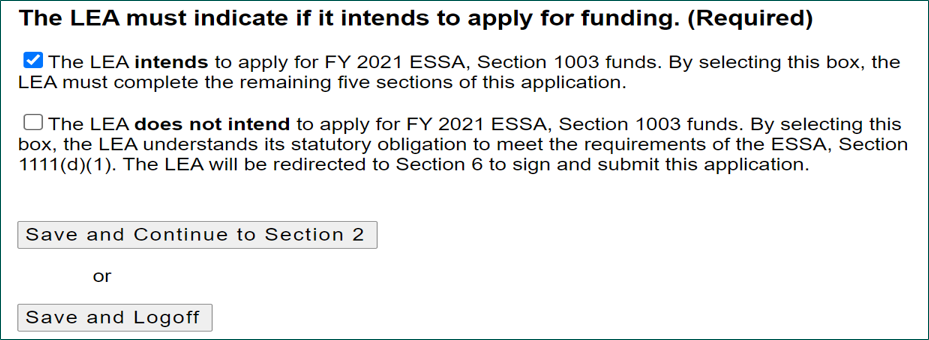 The LEA must indicate if it intends to apply for funding. (Required)
The LEA intends to apply for FY 2021 ESSA, Section 1003 funds. By selecting this box, the
LEA must complete the remaining five sections of this application.
The LEA does not intend to apply for FY 2021 ESSA, Section 1003 funds. By selecting this
box, the LEA understands its statutory obligation to meet the requirements of the ESSA, Section
1111(d)(1). The LEA will be redirected to Section 6 to sign and submit this application.
Save and Continue to Section 2
or
Save and Logoff